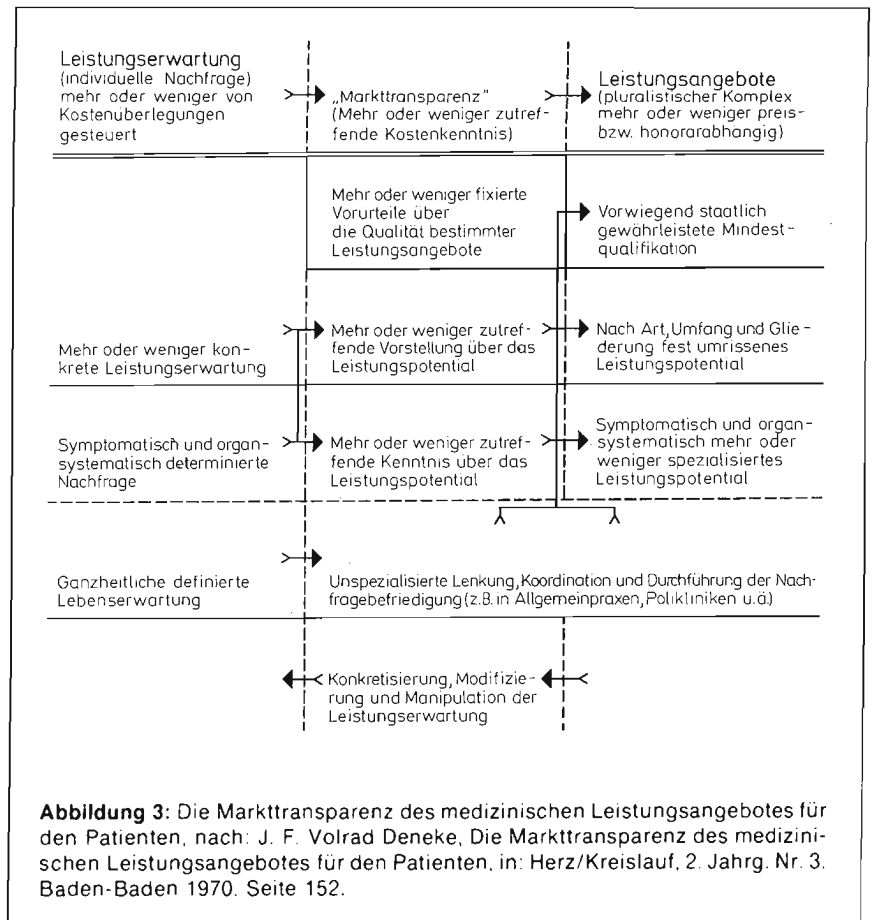 Leistungserwartung
(individuelle Nachfrage)
mehr oder weniger von
Kostenüberlegungen
gesteuert
„Markttransparenz”
(Mehr oder weniger zutref-
fende Kostenkenntnis)
Leistungsangebote
(pluralistischer Komplex
mehr oder weniger preis-
bzw. honorarabhängig)
Mehr oder weniger fixierte
Vorurteile über
die Qualität bestimmter
Leistungsangebote
Vorwiegend staatlich
gewährleistete Mindest-
qualifikation
Mehr oder weniger kon-
krete Leistungserwartung
Mehr oder weniger zutref-
fende Vorstellung über das
Leistungspotential
Nach Art, Umfang und Glie-
derung fest umrissenes
Leistungspotential
Symptomatisch und organ-
systematisch determinierte
Nachfrage
Mehr oder weniger zutref-
fende Kenntnis über das
Leistungspotential
Symptomatisch und organ-
systematisch mehr oder
weniger spezialisiertes
Leistungspotential
Ganzheitliche definierte
Lebenserwartung
Unspezialisierte Lenkung, Koordination und Durchführung der Nach-
fragebefriedigung (z.B. in Allgemeinpraxen, Polikliniken u.ä.)
Konkretisierung, Modifizie-
rung und Manipulation der
Leistungserwartung
Abbildung 3: Die Markttransparenz des medizinischen Leistungsangebotes für
den Patienten, nach: J. F. Volrad Deneke, Die Markttransparenz des medizini-
schen Leistungsangebotes für den Patienten, in: Herz/Kreislauf, 2. Jahrg. Nr. 3.
Baden-Baden 1970. Seite 152.